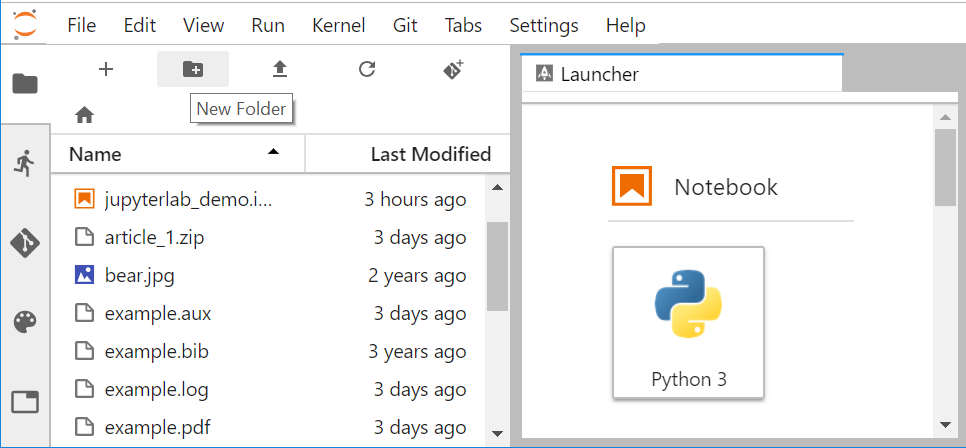 File Edit View Run Kernel Git Tabs Settings Help
New Folder
Launcher
Name Last Modified
jupyterlab_demo.i... 3 hours ago
article_1.zip 3 days ago
bear.jpg 2 years ago
example.aux 3 days ago
example.bib 3 years ago
example.log 3 days ago
example.pdf 3 days ago
Notebook
Python 3